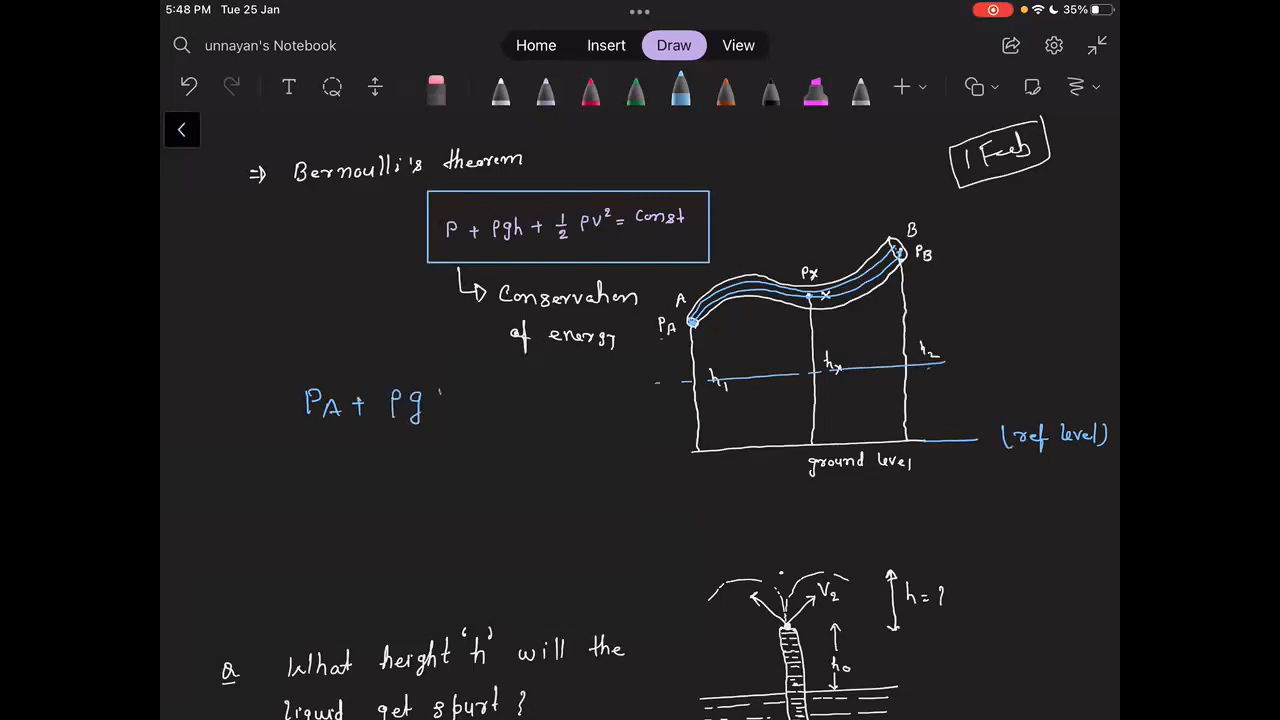 5:48 PM Tue 25 Jan
35%
unnayan's Notebook
Home Insert Draw View
1 Feb
⇒ Bernoulli's theorem
P + ρgh + 1/2 ρv² = Const
Conservation
of energy
A
PA
Px
x
B
PB
h1
hx
h2
(ref level)
ground level
PA + ρg
V2
h = ?
h0
Q What height 'h' will the
liquid get spurt?